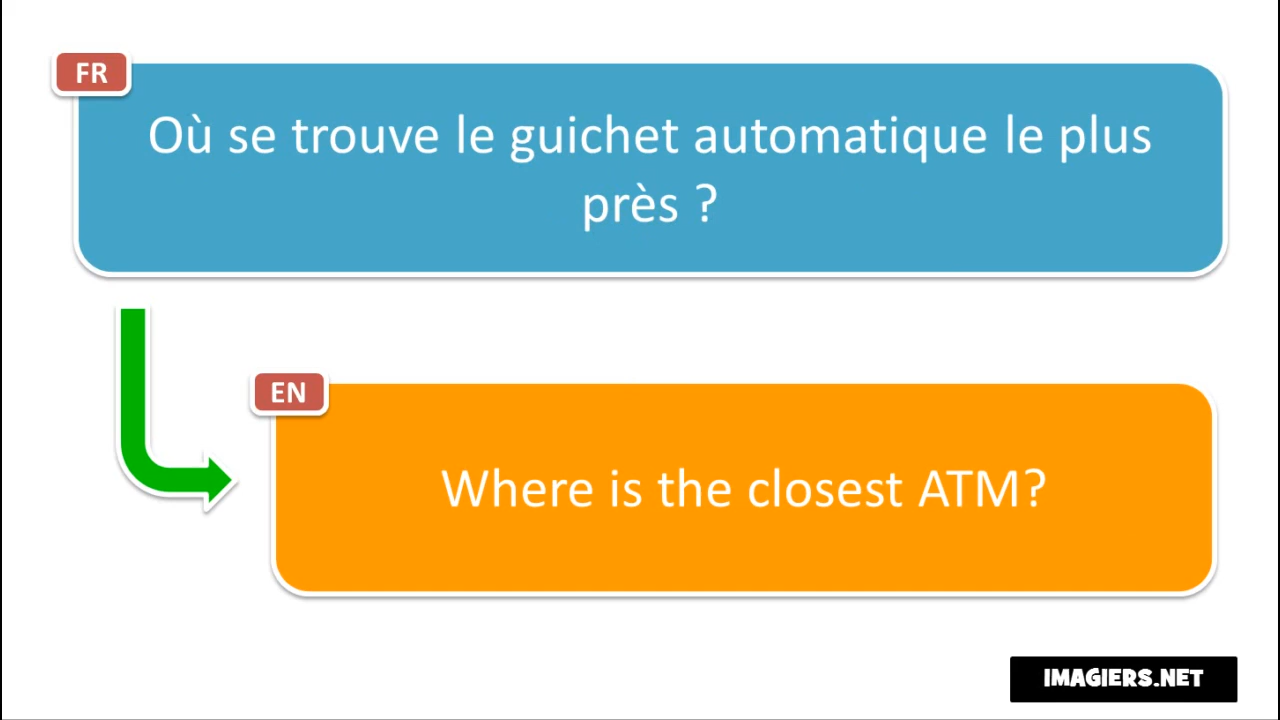 FR
Où se trouve le guichet automatique le plus
près ?
EN
Where is the closest ATM?
IMAGIERS.NET